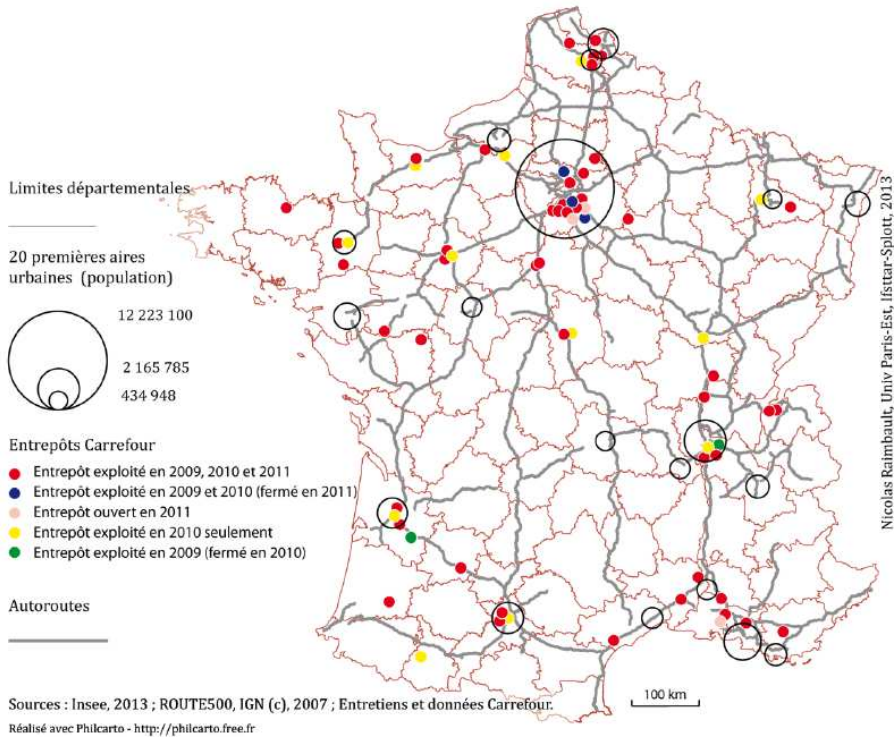 Limites départementales
20 premières aires
urbaines (population)
12 223 100
2 165 785
434 948
Entrepôts Carrefour
Entrepôt exploité en 2009, 2010 et 2011
Entrepôt exploité en 2009 et 2010 (fermé en 2011)
Entrepôt ouvert en 2011
Entrepôt exploité en 2010 seulement
Entrepôt exploité en 2009 (fermé en 2010)
Autoroutes
100 km
Sources : Insee, 2013 ; ROUTE500, IGN (c), 2007 ; Entretiens et données Carrefour.
Réalisé avec Philcarto - http://philcarto.free.fr
Nicolas Raimbault, Univ Paris-Est, Ifsttar-Splott, 2013